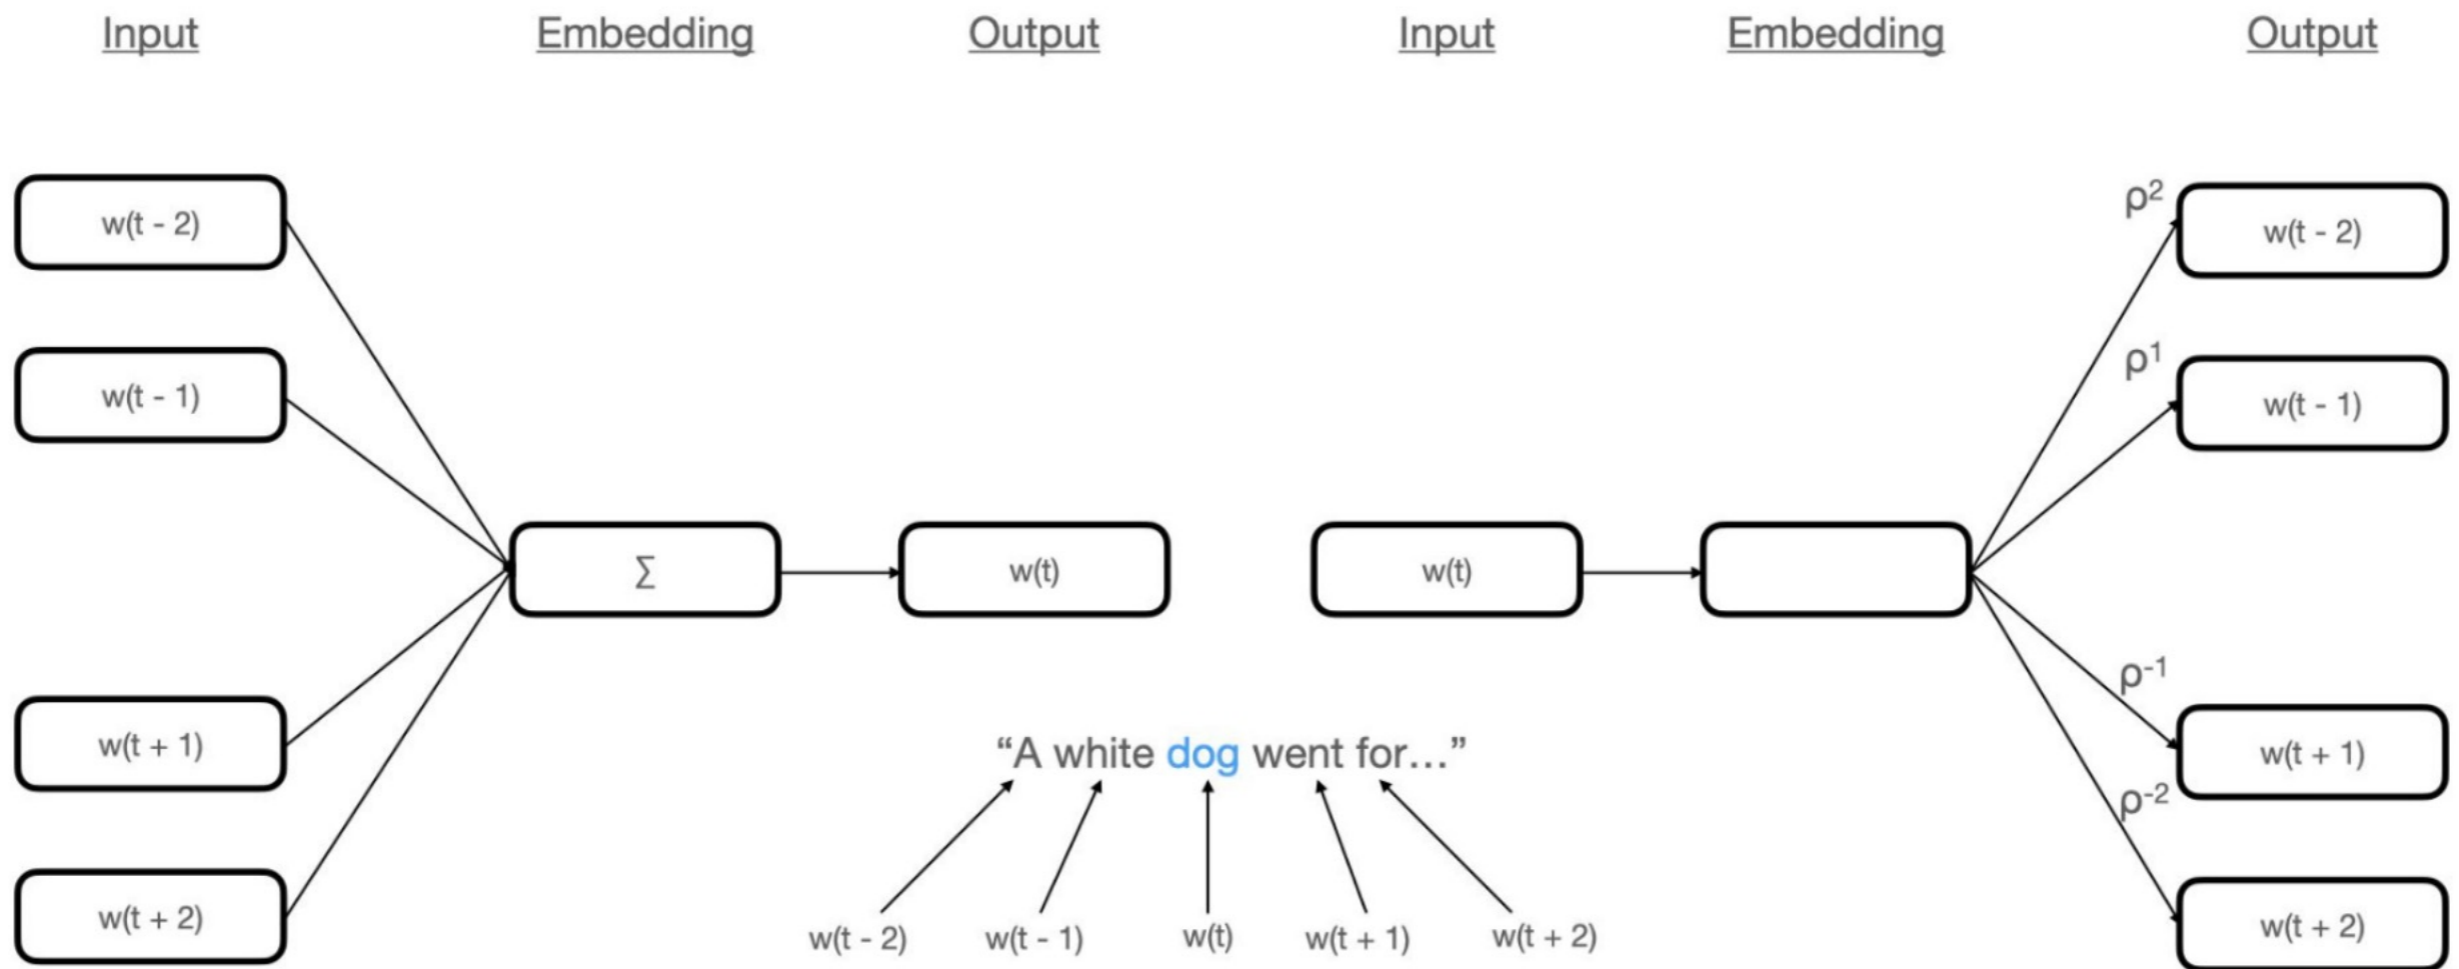 Input Embedding Output Input Embedding Output
w(t - 2)
ρ² w(t - 2)
w(t - 1)
ρ¹ w(t - 1)
∑ w(t) w(t)
w(t + 1)
ρ⁻¹ w(t + 1)
“A white dog went for...”
ρ⁻²
w(t + 2)
w(t + 2)
w(t - 2) w(t - 1) w(t) w(t + 1) w(t + 2)